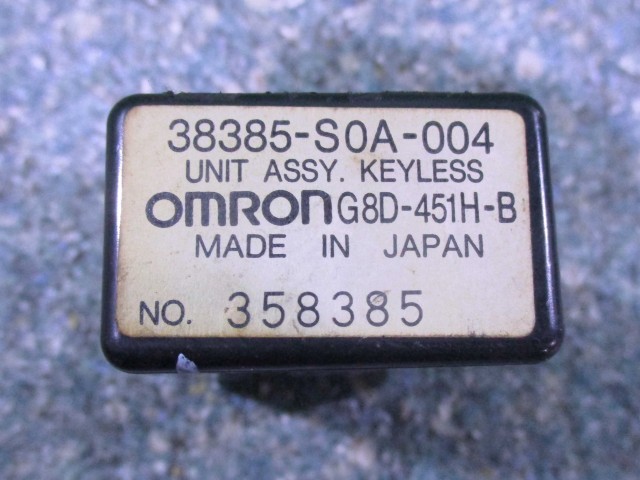 38385-S0A-004
UNIT ASSY. KEYLESS
OMRON G8D-451H-B
MADE IN JAPAN
NO. 358385